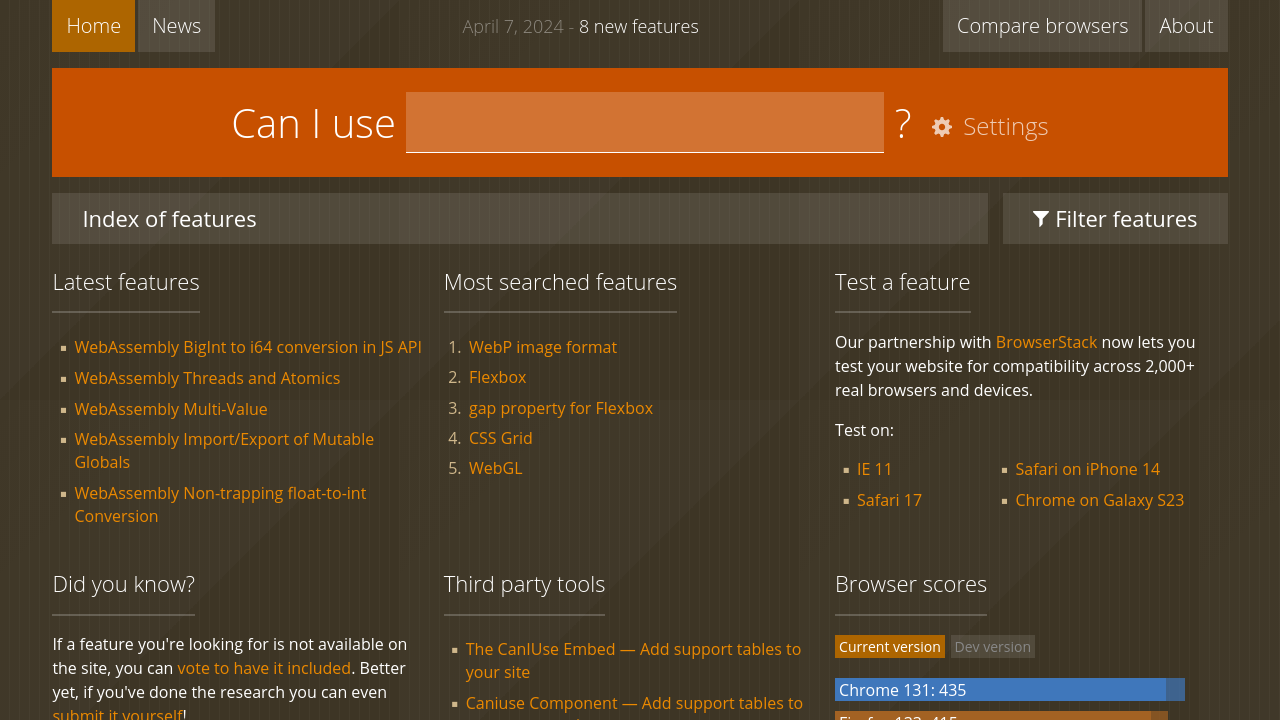 Home
News
April 7, 2024 - 8 new features
Compare browsers
About
Can I use
?
Settings
Index of features
Filter features
Latest features
▪ WebAssembly BigInt to i64 conversion in JS API
▪ WebAssembly Threads and Atomics
▪ WebAssembly Multi-Value
▪ WebAssembly Import/Export of Mutable
Globals
▪ WebAssembly Non-trapping float-to-int
Conversion
Most searched features
1. WebP image format
2. Flexbox
3. gap property for Flexbox
4. CSS Grid
5. WebGL
Test a feature
Our partnership with BrowserStack now lets you
test your website for compatibility across 2,000+
real browsers and devices.
Test on:
▪ IE 11
▪ Safari 17
▪ Safari on iPhone 14
▪ Chrome on Galaxy S23
Did you know?
If a feature you're looking for is not available on
the site, you can vote to have it included. Better
yet, if you've done the research you can even
submit it yourself!
Third party tools
▪ The CanIUse Embed — Add support tables to
your site
▪ Caniuse Component — Add support tables to
Browser scores
Current version
Dev version
Chrome 131: 435